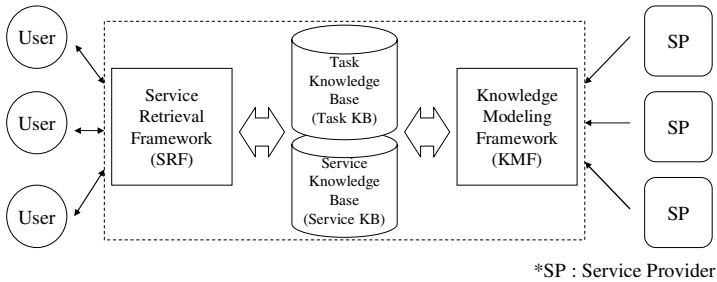 User
User
User
Service
Retrieval
Framework
(SRF)
Task
Knowledge
Base
(Task KB)
Service
Knowledge
Base
(Service KB)
Knowledge
Modeling
Framework
(KMF)
SP
SP
SP
*SP : Service Provider